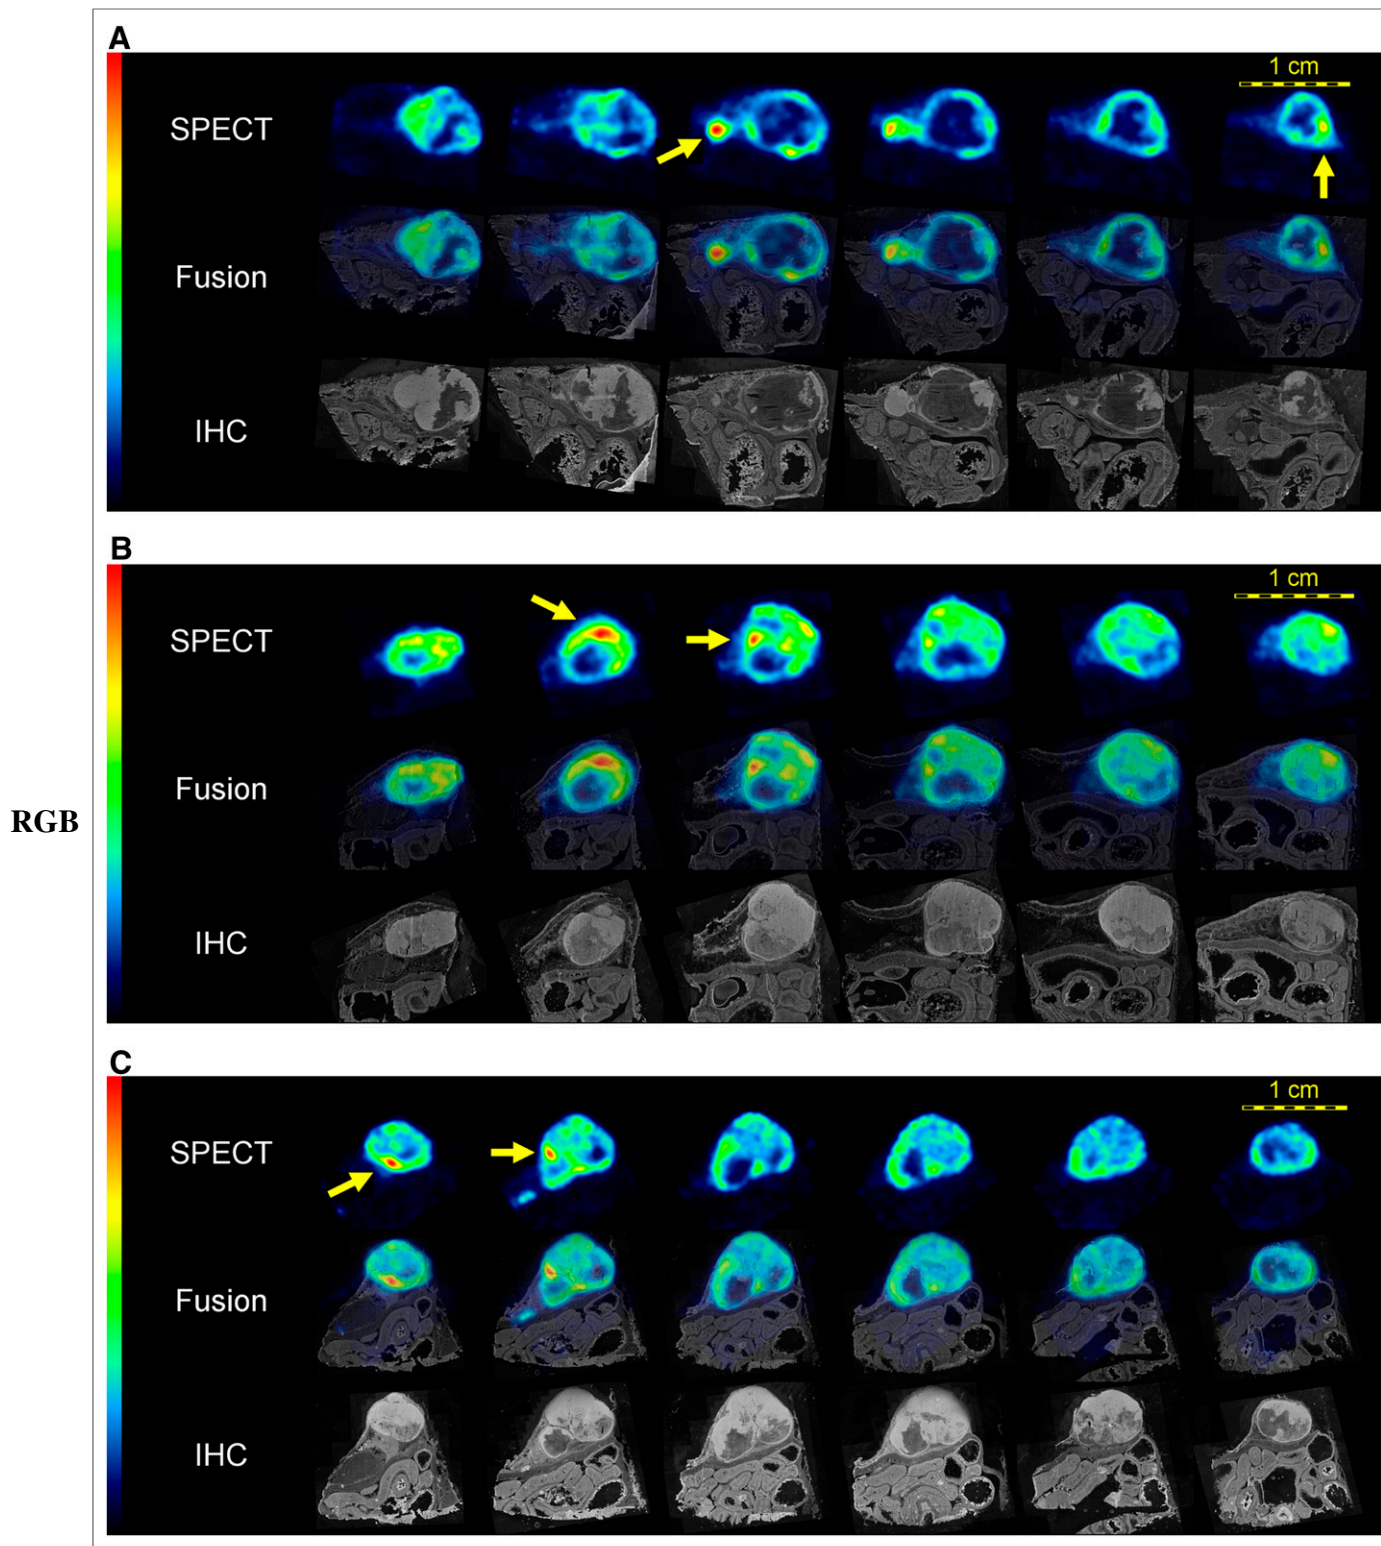 A
1 cm
SPECT
Fusion
IHC
B
1 cm
SPECT
Fusion
RGB
IHC
C
1 cm
SPECT
Fusion
IHC